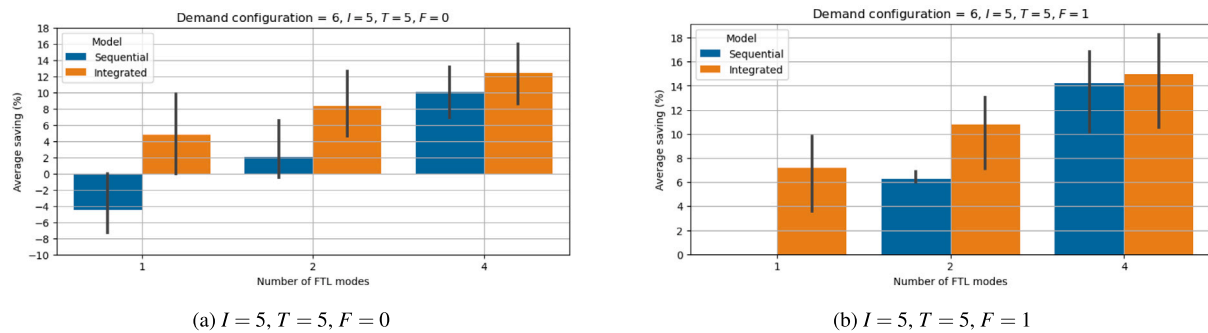 Demand configuration = 6, I = 5, T = 5, F = 0
18
16
14
12
10
8
6
4
2
0
−2
−4
−6
−8
−10
Average saving (%)
Model
Sequential
Integrated
1 2 4
Number of FTL modes
(a) I = 5, T = 5, F = 0
Demand configuration = 6, I = 5, T = 5, F = 1
18
16
14
12
10
8
6
4
2
0
Average saving (%)
Model
Sequential
Integrated
1 2 4
Number of FTL modes
(b) I = 5, T = 5, F = 1